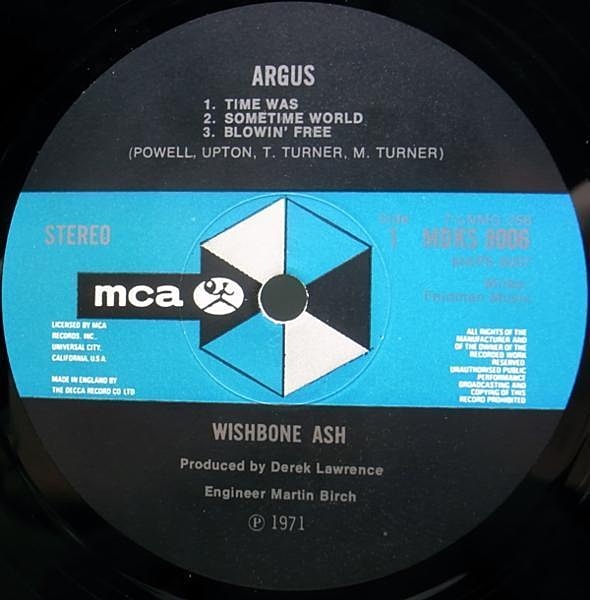 ARGUS
1. TIME WAS
2. SOMETIME WORLD
3. BLOWIN' FREE
(POWELL, UPTON, T. TURNER, M. TURNER)
STEREO
Side
1
MDKS 8006
mca
LICENSED BY MCA
RECORDS. INC.,
UNIVERSAL CITY.
CALIFORNIA. U.S.A.
MADE IN ENGLAND BY
THE DECCA RECORD CO LTD
ALL RIGHTS OF THE
MANUFACTURER AND
OF THE OWNER OF THE
RECORDED WORK
RESERVED
UNAUTHORISED PUBLIC
PERFORMANCE
BROADCASTING AND
COPYING OF THIS
RECORD PROHIBITED
WISHBONE ASH
Produced by Derek Lawrence
Engineer Martin Birch
Ⓟ 1971